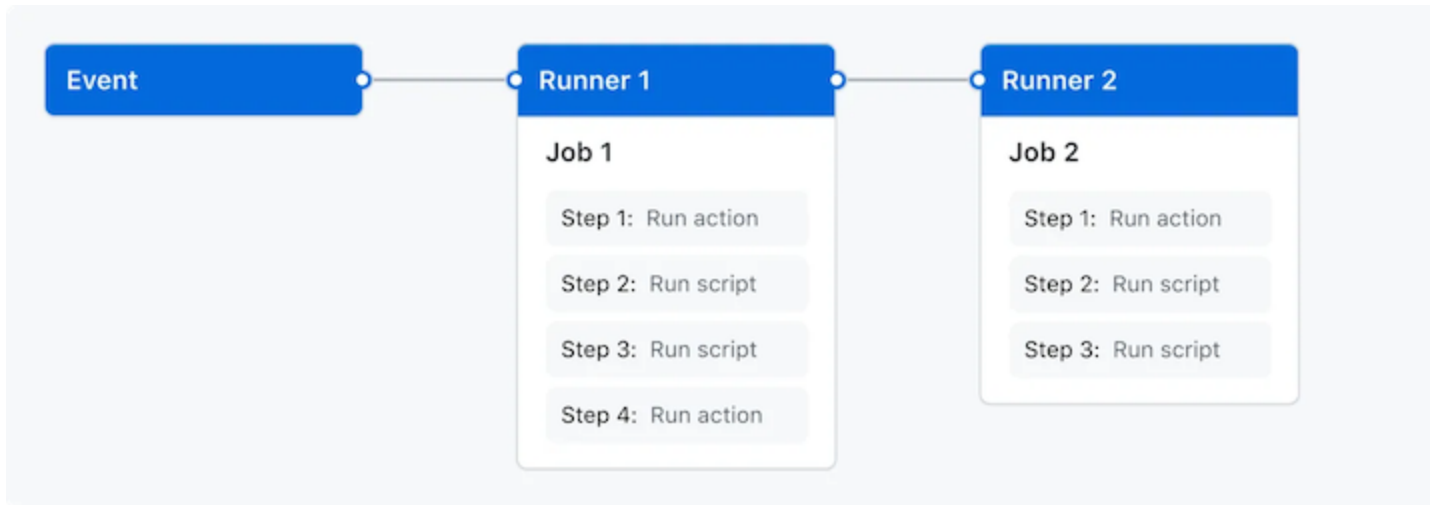 Event
Runner 1
Job 1
Step 1: Run action
Step 2: Run script
Step 3: Run script
Step 4: Run action
Runner 2
Job 2
Step 1: Run action
Step 2: Run script
Step 3: Run script